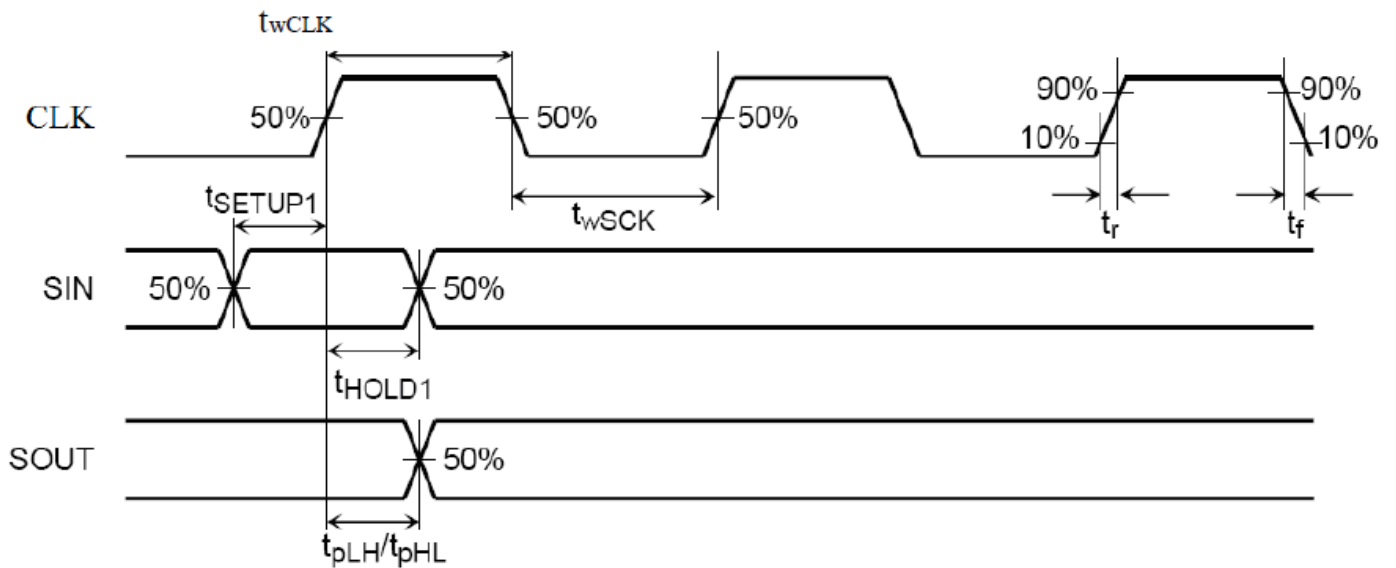 twCLK
CLK
50%
50%
50%
90%
10%
90%
10%
tSETUP1
twSCK
tr
tf
SIN
50%
50%
tHOLD1
SOUT
50%
tpLH/tpHL